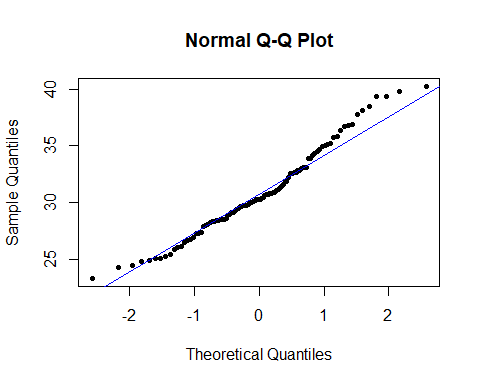 Normal Q-Q Plot
40
35
30
25
Sample Quantiles
-2 -1 0 1 2
Theoretical Quantiles